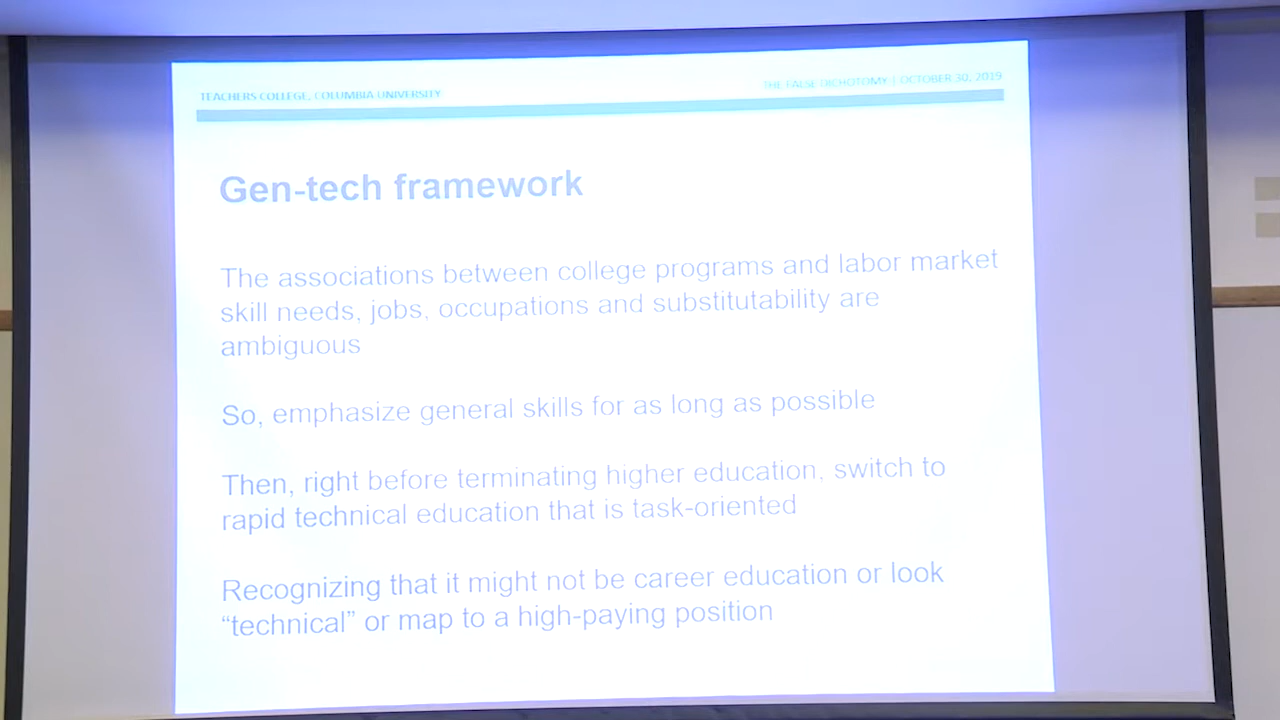 TEACHERS COLLEGE, COLUMBIA UNIVERSITY
THE FALSE DICHOTOMY | OCTOBER 30, 2019
Gen-tech framework
The associations between college programs and labor market
skill needs, jobs, occupations and substitutability are
ambiguous
So, emphasize general skills for as long as possible
Then, right before terminating higher education, switch to
rapid technical education that is task-oriented
Recognizing that it might not be career education or look
“technical” or map to a high-paying position